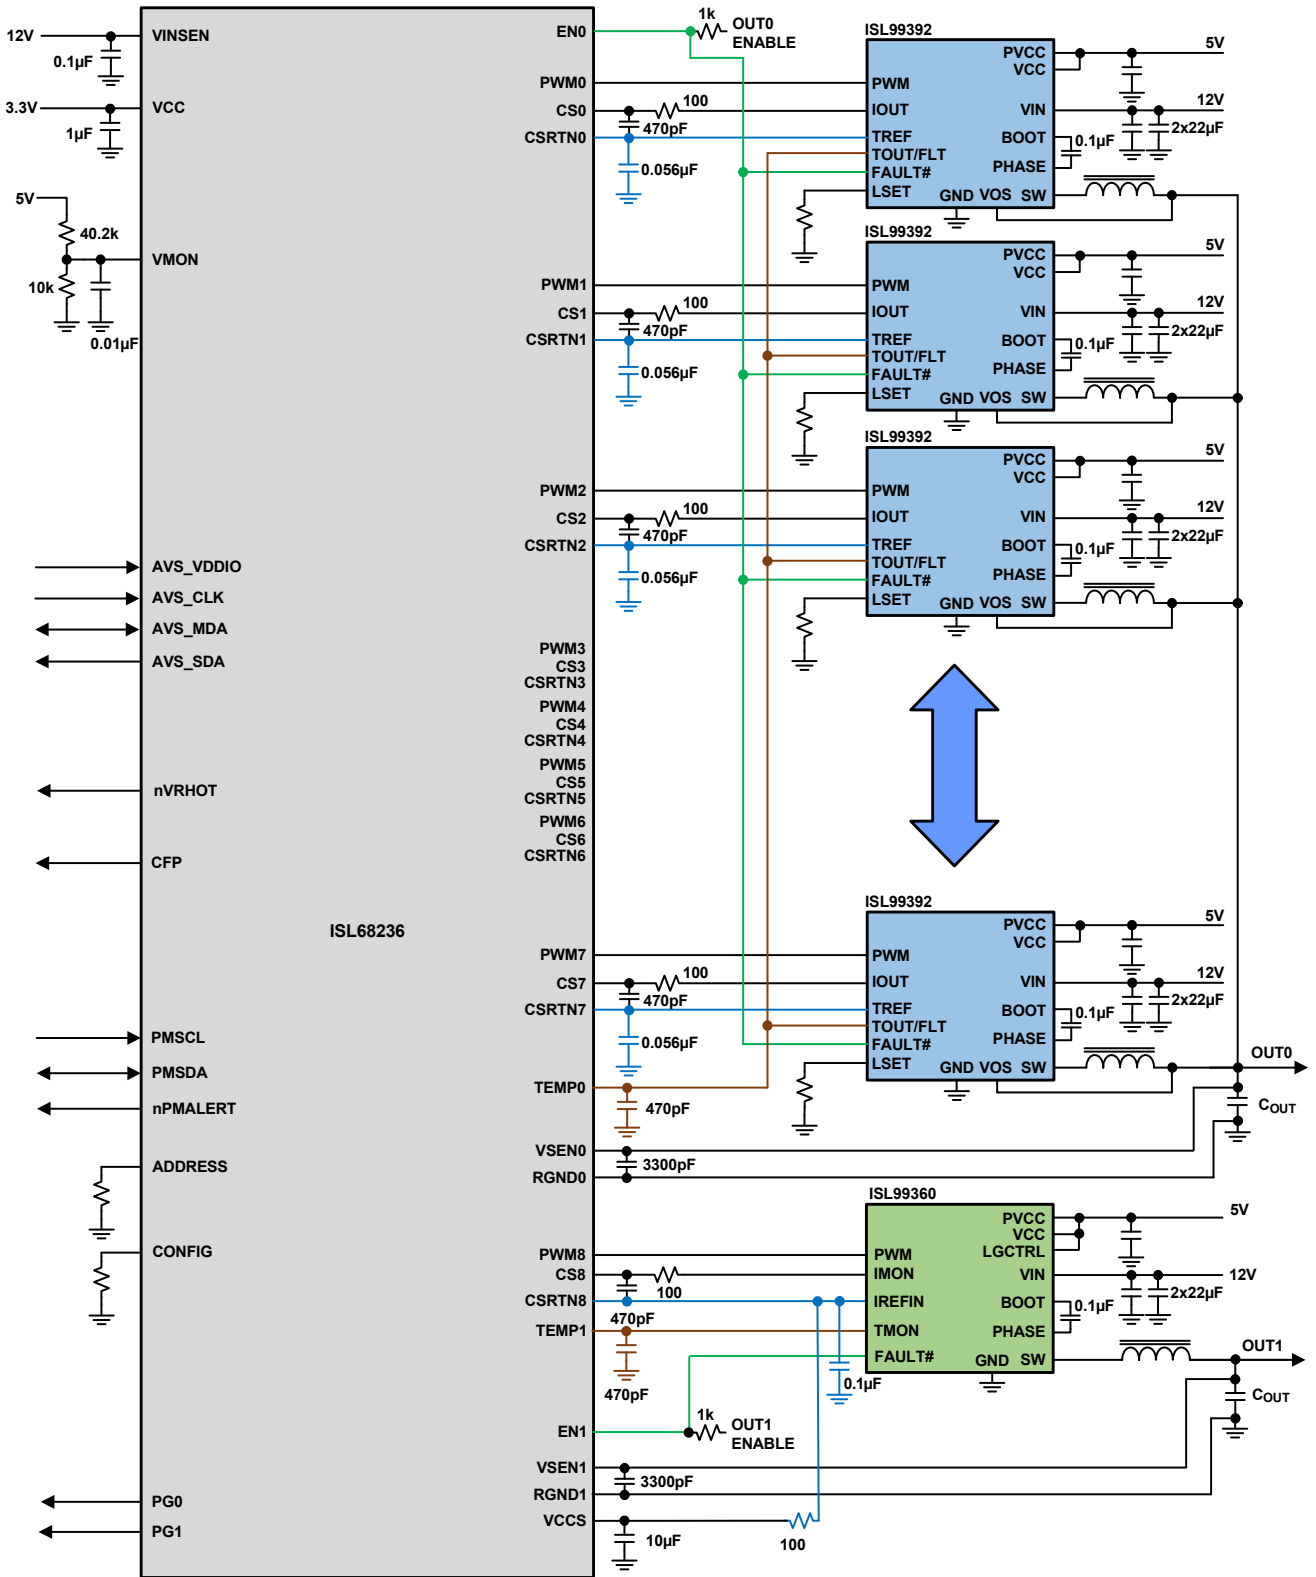 12V
VINSEN
0.1µF
3.3V
VCC
1µF
5V
40.2k
VMON
10k
0.01µF
AVS_VDDIO
AVS_CLK
AVS_MDA
AVS_SDA
nVRHOT
CFP
ISL68236
PMSCL
PMSDA
nPMALERT
ADDRESS
CONFIG
PG0
PG1
EN0
1k
OUT0
ENABLE
PWM0
CS0
100
470pF
CSRTN0
0.056µF
PWM1
CS1
100
470pF
CSRTN1
0.056µF
PWM2
CS2
100
470pF
CSRTN2
0.056µF
PWM3
CS3
CSRTN3
PWM4
CS4
CSRTN4
PWM5
CS5
CSRTN5
PWM6
CS6
CSRTN6
PWM7
CS7
100
470pF
CSRTN7
0.056µF
TEMP0
470pF
VSEN0
3300pF
RGND0
PWM8
CS8
100
CSRTN8
470pF
TEMP1
470pF
0.1µF
EN1
1k
OUT1
ENABLE
VSEN1
3300pF
RGND1
VCCS
10µF
100
ISL99392
PWM
IOUT
TREF
TOUT/FLT
FAULT#
LSET
GND VOS SW
PVCC
VCC
VIN
BOOT
PHASE
5V
12V
2x22µF
0.1µF
ISL99392
PWM
IOUT
TREF
TOUT/FLT
FAULT#
LSET
GND VOS SW
PVCC
VCC
VIN
BOOT
PHASE
5V
12V
2x22µF
0.1µF
ISL99392
PWM
IOUT
TREF
TOUT/FLT
FAULT#
LSET
GND VOS SW
PVCC
VCC
VIN
BOOT
PHASE
5V
12V
2x22µF
0.1µF
ISL99392
PWM
IOUT
TREF
TOUT/FLT
FAULT#
LSET
GND VOS SW
PVCC
VCC
VIN
BOOT
PHASE
5V
12V
2x22µF
0.1µF
OUT0
COUT
ISL99360
PWM
IMON
IREFIN
TMON
FAULT#
GND SW
PVCC
VCC
LGCTRL
VIN
BOOT
PHASE
5V
12V
2x22µF
0.1µF
OUT1
COUT